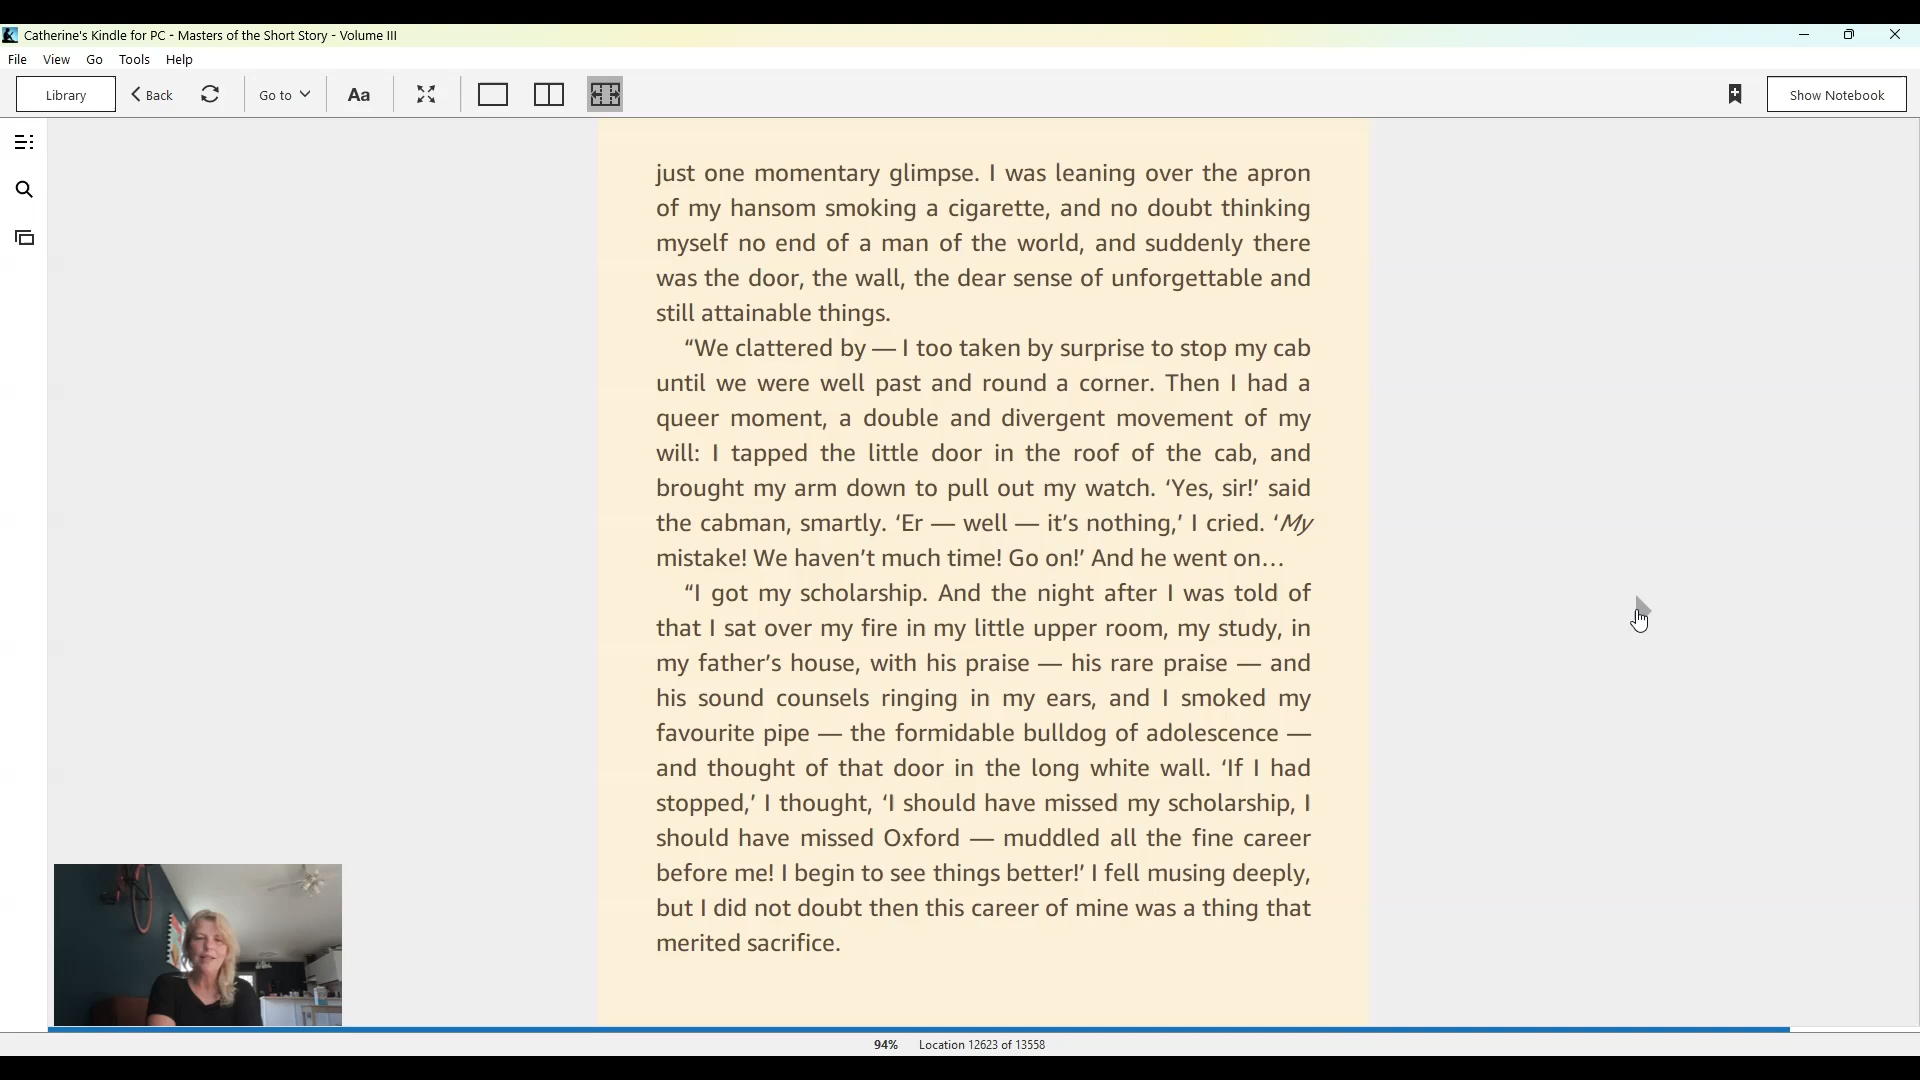 Catherine's Kindle for PC - Masters of the Short Story - Volume III
File View Go Tools Help
Library Back Go to Aa Show Notebook
just one momentary glimpse. I was leaning over the apron
of my hansom smoking a cigarette, and no doubt thinking
myself no end of a man of the world, and suddenly there
was the door, the wall, the dear sense of unforgettable and
still attainable things.
“We clattered by — I too taken by surprise to stop my cab
until we were well past and round a corner. Then I had a
queer moment, a double and divergent movement of my
will: I tapped the little door in the roof of the cab, and
brought my arm down to pull out my watch. ‘Yes, sir!’ said
the cabman, smartly. ‘Er — well — it’s nothing,’ I cried. ‘My
mistake! We haven’t much time! Go on!’ And he went on…
“I got my scholarship. And the night after I was told of
that I sat over my fire in my little upper room, my study, in
my father’s house, with his praise — his rare praise — and
his sound counsels ringing in my ears, and I smoked my
favourite pipe — the formidable bulldog of adolescence —
and thought of that door in the long white wall. ‘If I had
stopped,’ I thought, ‘I should have missed my scholarship, I
should have missed Oxford — muddled all the fine career
before me! I begin to see things better!’ I fell musing deeply,
but I did not doubt then this career of mine was a thing that
merited sacrifice.
94% Location 12623 of 13558